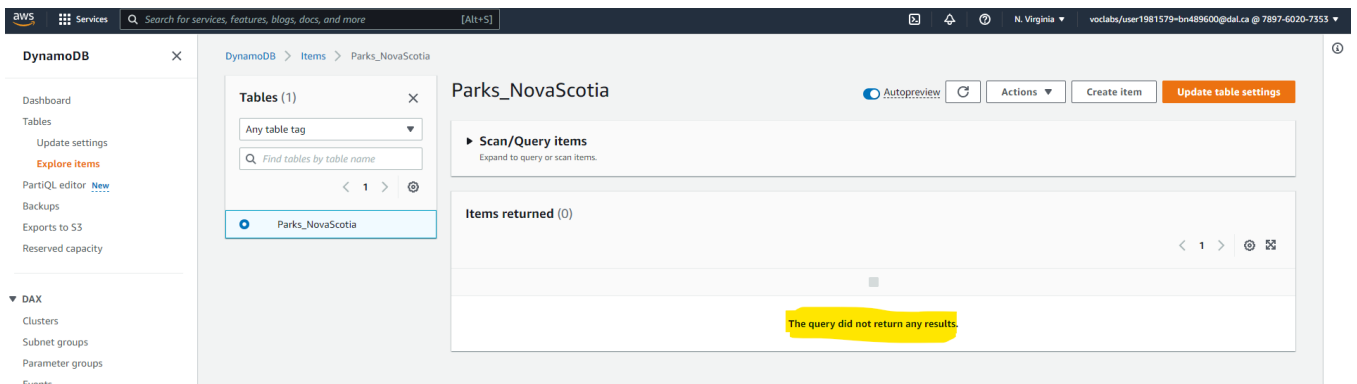 aws Services Search for services, features, blogs, docs, and more [Alt+S] N. Virginia ▼ voclabs/user1981579=bn489600@dal.ca @ 7897-6020-7353 ▼
DynamoDB
Dashboard
Tables
Update settings
Explore items
PartiQL editor New
Backups
Exports to S3
Reserved capacity
▼ DAX
Clusters
Subnet groups
Parameter groups
Events
DynamoDB > Items > Parks_NovaScotia
Tables (1)
Any table tag
Find tables by table name
< 1 >
Parks_NovaScotia
Parks_NovaScotia
Autopreview Actions ▼ Create item Update table settings
Scan/Query items
Expand to query or scan items.
Items returned (0)
< 1 >
The query did not return any results.